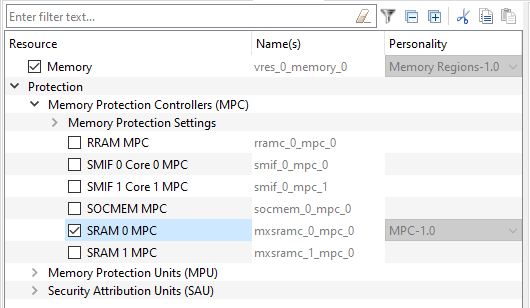 Enter filter text...
Resource Name(s) Personality
Memory vres_0_memory_0 Memory Regions-1.0
Protection
Memory Protection Controllers (MPC)
Memory Protection Settings
RRAM MPC rramc_0_mpc_0
SMIF 0 Core 0 MPC smif_0_mpc_0
SMIF 1 Core 1 MPC smif_0_mpc_1
SOCMEM MPC socmem_0_mpc_0
SRAM 0 MPC mxsramc_0_mpc_0 MPC-1.0
SRAM 1 MPC mxsramc_1_mpc_0
Memory Protection Units (MPU)
Security Attribution Units (SAU)